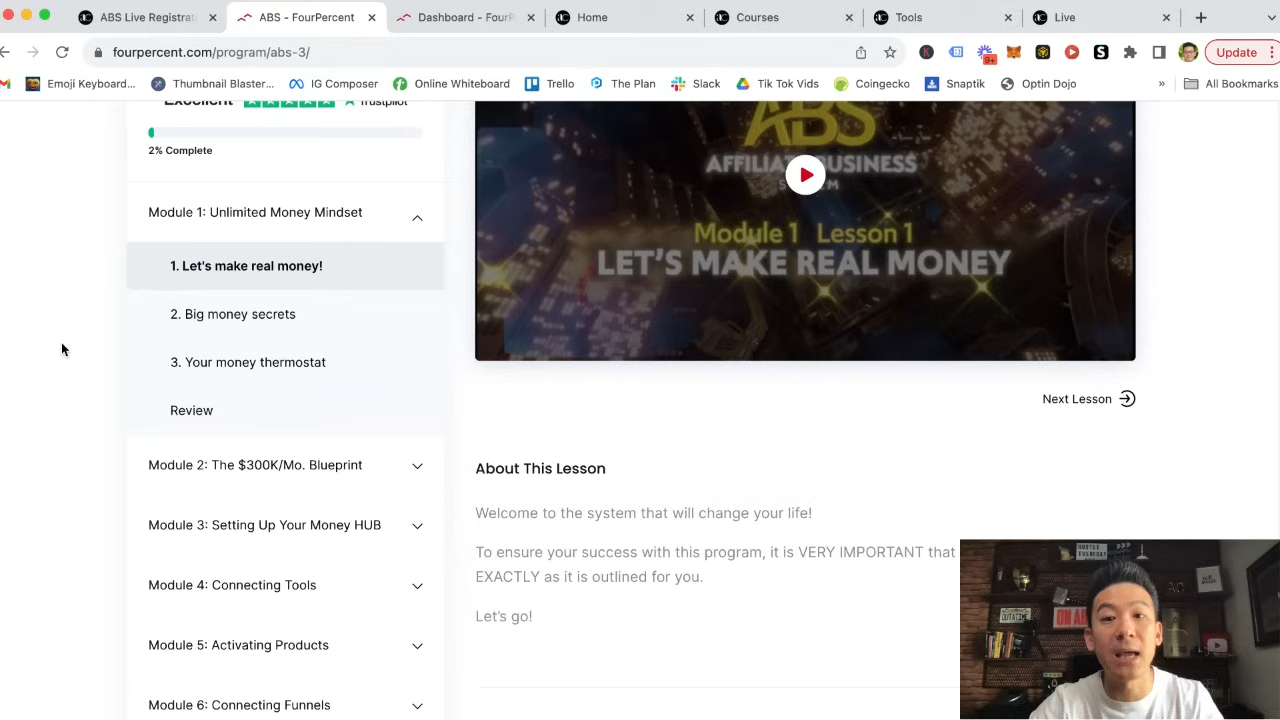 ABS Live Registrat
ABS - FourPercent
Dashboard - FourP
Home
Courses
Tools
Live
fourpercent.com/program/abs-3/
9+
S
Update
Emoji Keyboard...
Thumbnail Blaster...
IG Composer
Online Whiteboard
Trello
The Plan
Slack
Tik Tok Vids
Coingecko
Snaptik
Optin Dojo
»
All Bookmarks
Excellent
Trustpilot
2% Complete
Module 1: Unlimited Money Mindset
1. Let's make real money!
2. Big money secrets
3. Your money thermostat
Review
Module 2: The $300K/Mo. Blueprint
Module 3: Setting Up Your Money HUB
Module 4: Connecting Tools
Module 5: Activating Products
Module 6: Connecting Funnels
ABS
AFFILIATE BUSINESS
Module 1 Lesson 1
LET'S MAKE REAL MONEY
Next Lesson
About This Lesson
Welcome to the system that will change your life!
To ensure your success with this program, it is VERY IMPORTANT that
EXACTLY as it is outlined for you.
Let's go!
HUSTLE
EVERYDAY
OUTATIME
ON AI